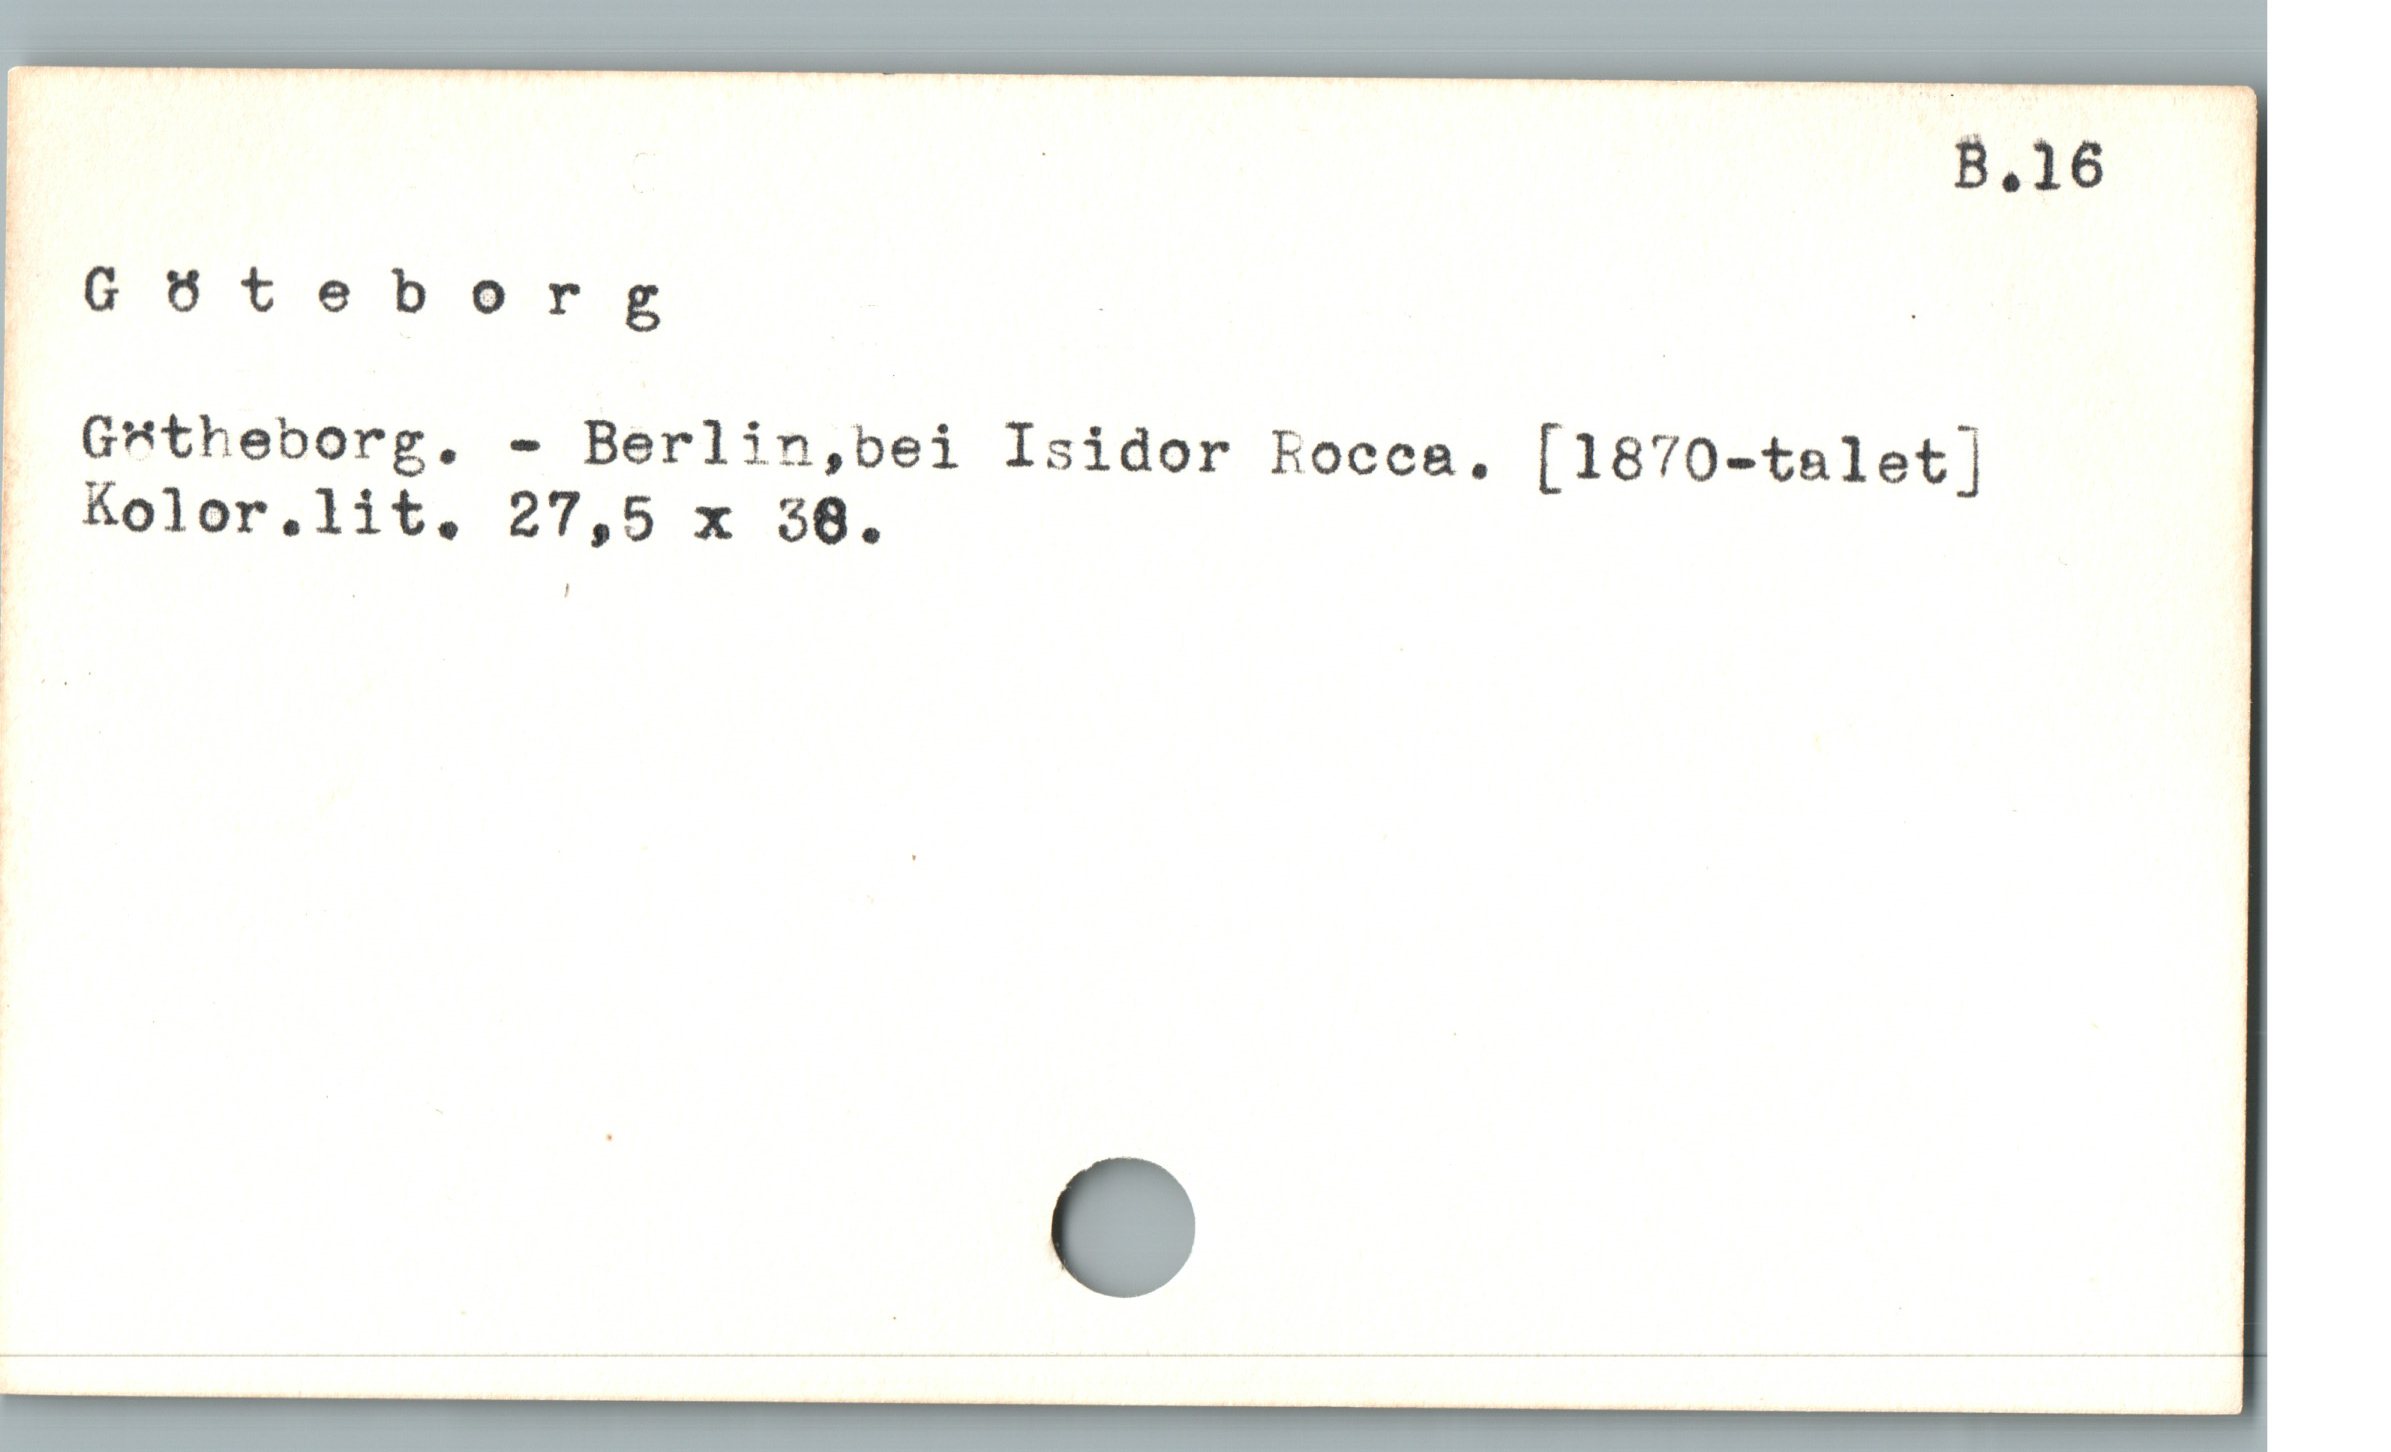 B.16
G ö t e b o r g
Götheborg. - Berlin,bei Isidor Rocca. [1870-talet]
Kolor.lit. 27,5 x 38.